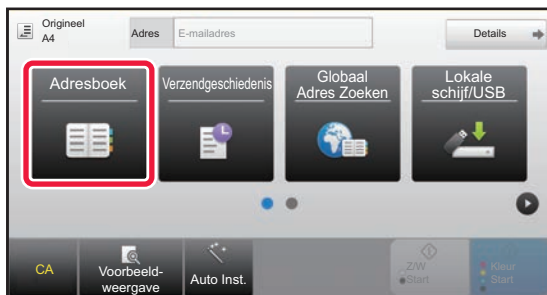 Origineel
A4
Adres
E-mailadres
Details
Adresboek
Verzendgeschiedenis
Globaal
Adres Zoeken
Lokale
schijf/USB
CA
Voorbeeld-
weergave
Auto Inst.
Z/W
Start
Kleur
Start